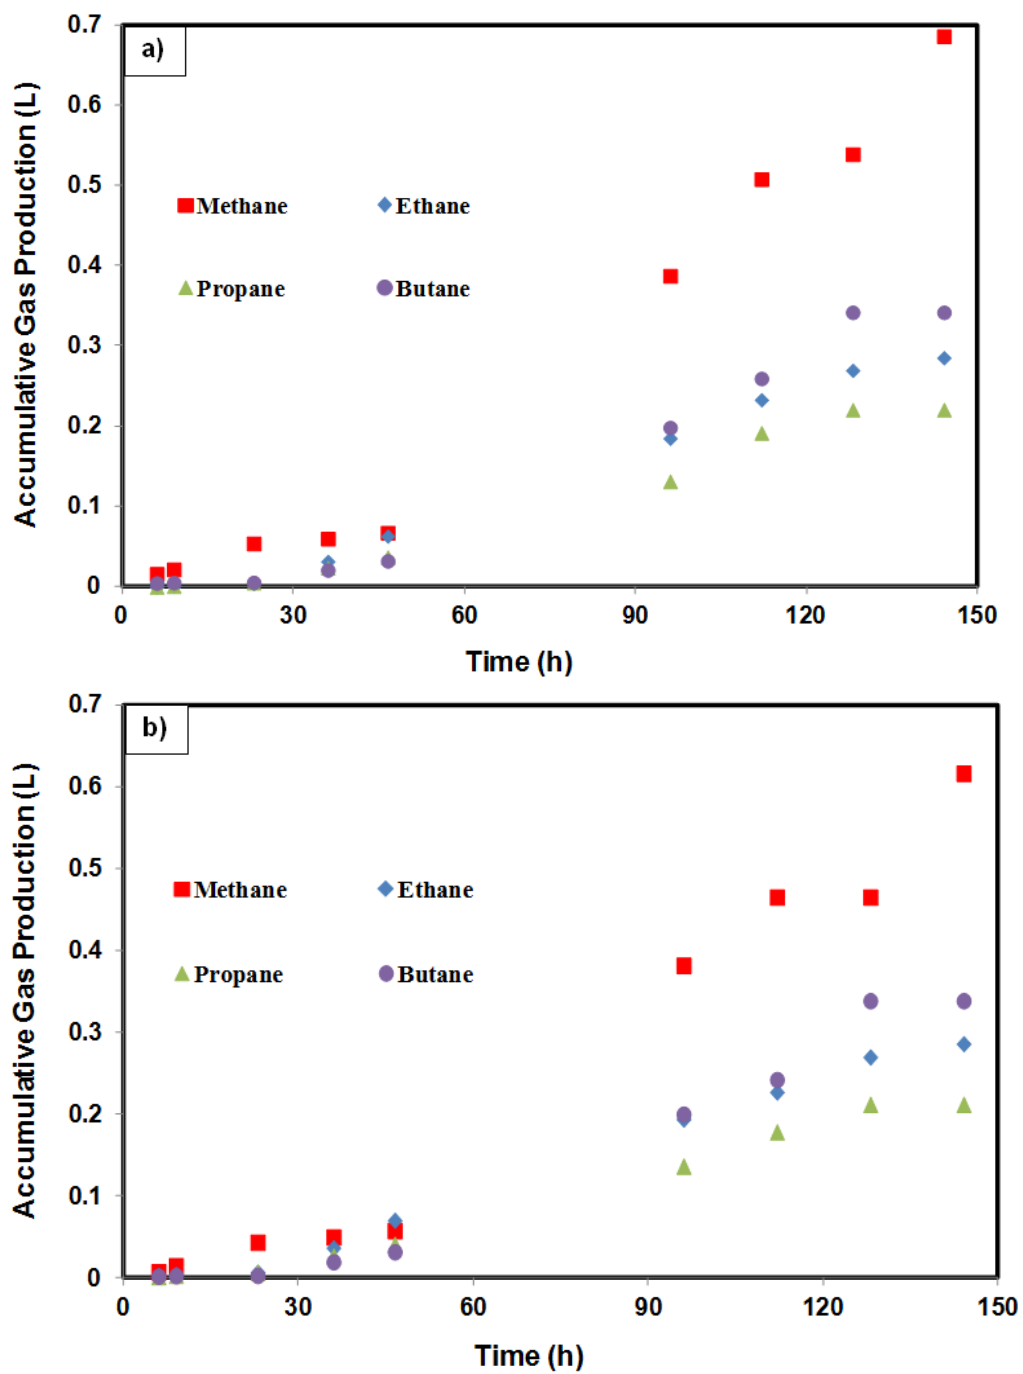 a)
Accumulative Gas Production (L)
0.7
0.6
0.5
0.4
0.3
0.2
0.1
0
Methane
Ethane
Propane
Butane
0 30 60 90 120 150
Time (h)
b)
Accumulative Gas Production (L)
0.7
0.6
0.5
0.4
0.3
0.2
0.1
0
Methane
Ethane
Propane
Butane
0 30 60 90 120 150
Time (h)